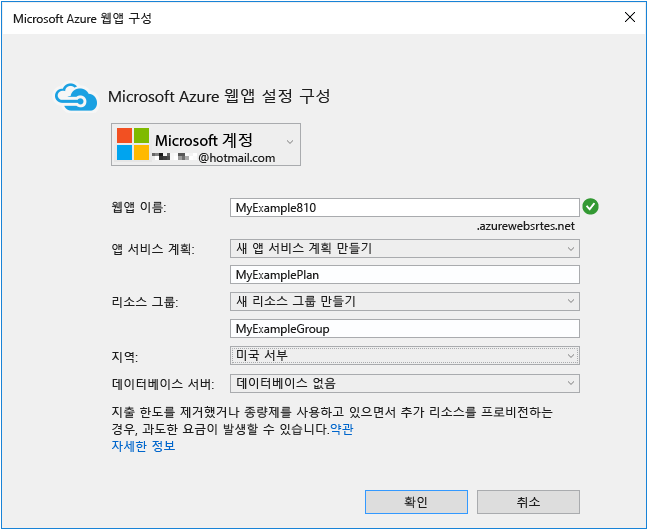 Microsoft Azure 웹앱 구성
Microsoft Azure 웹앱 설정 구성
Microsoft 계정
@hotmail.com
웹앱 이름:
MyExample810
.azurewebsrtes.net
앱 서비스 계획:
새 앱 서비스 계획 만들기
MyExamplePlan
리소스 그룹:
새 리소스 그룹 만들기
MyExampleGroup
지역:
미국 서부
데이터베이스 서버:
데이터베이스 없음
지출 한도를 제거했거나 종량제를 사용하고 있으면서 추가 리소스를 프로비전하는
경우, 과도한 요금이 발생할 수 있습니다.약관
자세한 정보
확인
취소